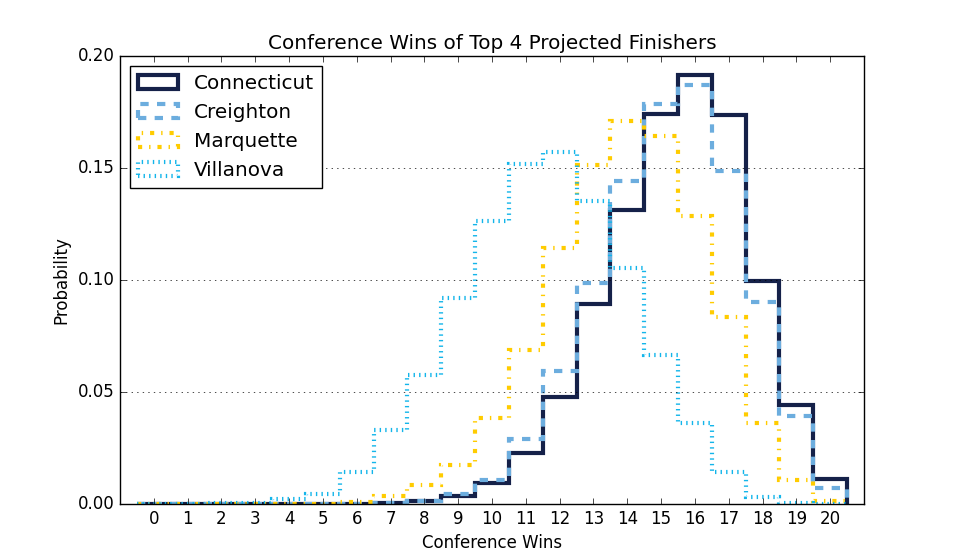 Conference Wins of Top 4 Projected Finishers
0.20
Connecticut
Creighton
Marquette
Villanova
0.15
0.10
0.05
0.00
Probability
0 1 2 3 4 5 6 7 8 9 10 11 12 13 14 15 16 17 18 19 20
Conference Wins